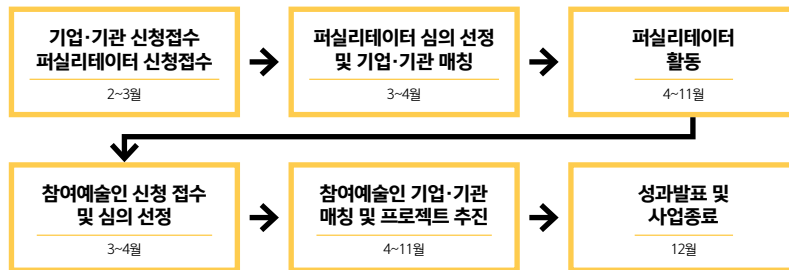 기업·기관 신청접수
퍼실리테이터 신청접수
2~3월
퍼실리테이터 심의 선정
및 기업·기관 매칭
3~4월
퍼실리테이터
활동
4~11월
참여예술인 신청 접수
및 심의 선정
3~4월
참여예술인 기업·기관
매칭 및 프로젝트 추진
4~11월
성과발표 및
사업종료
12월